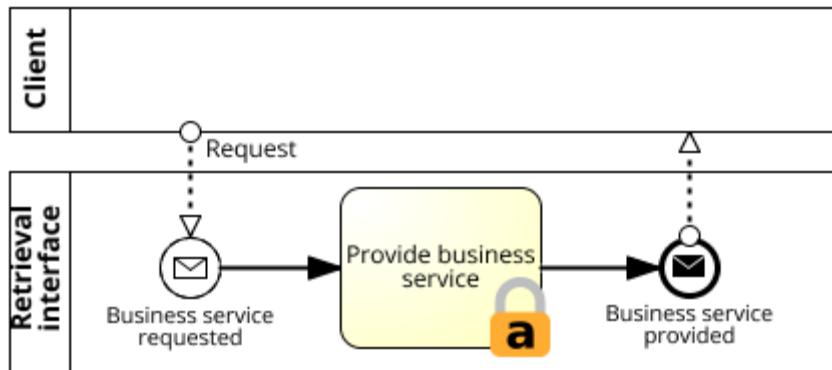 Client
Request
Retrieval
interface
Business service
requested
Provide business
service
a
Business service
provided